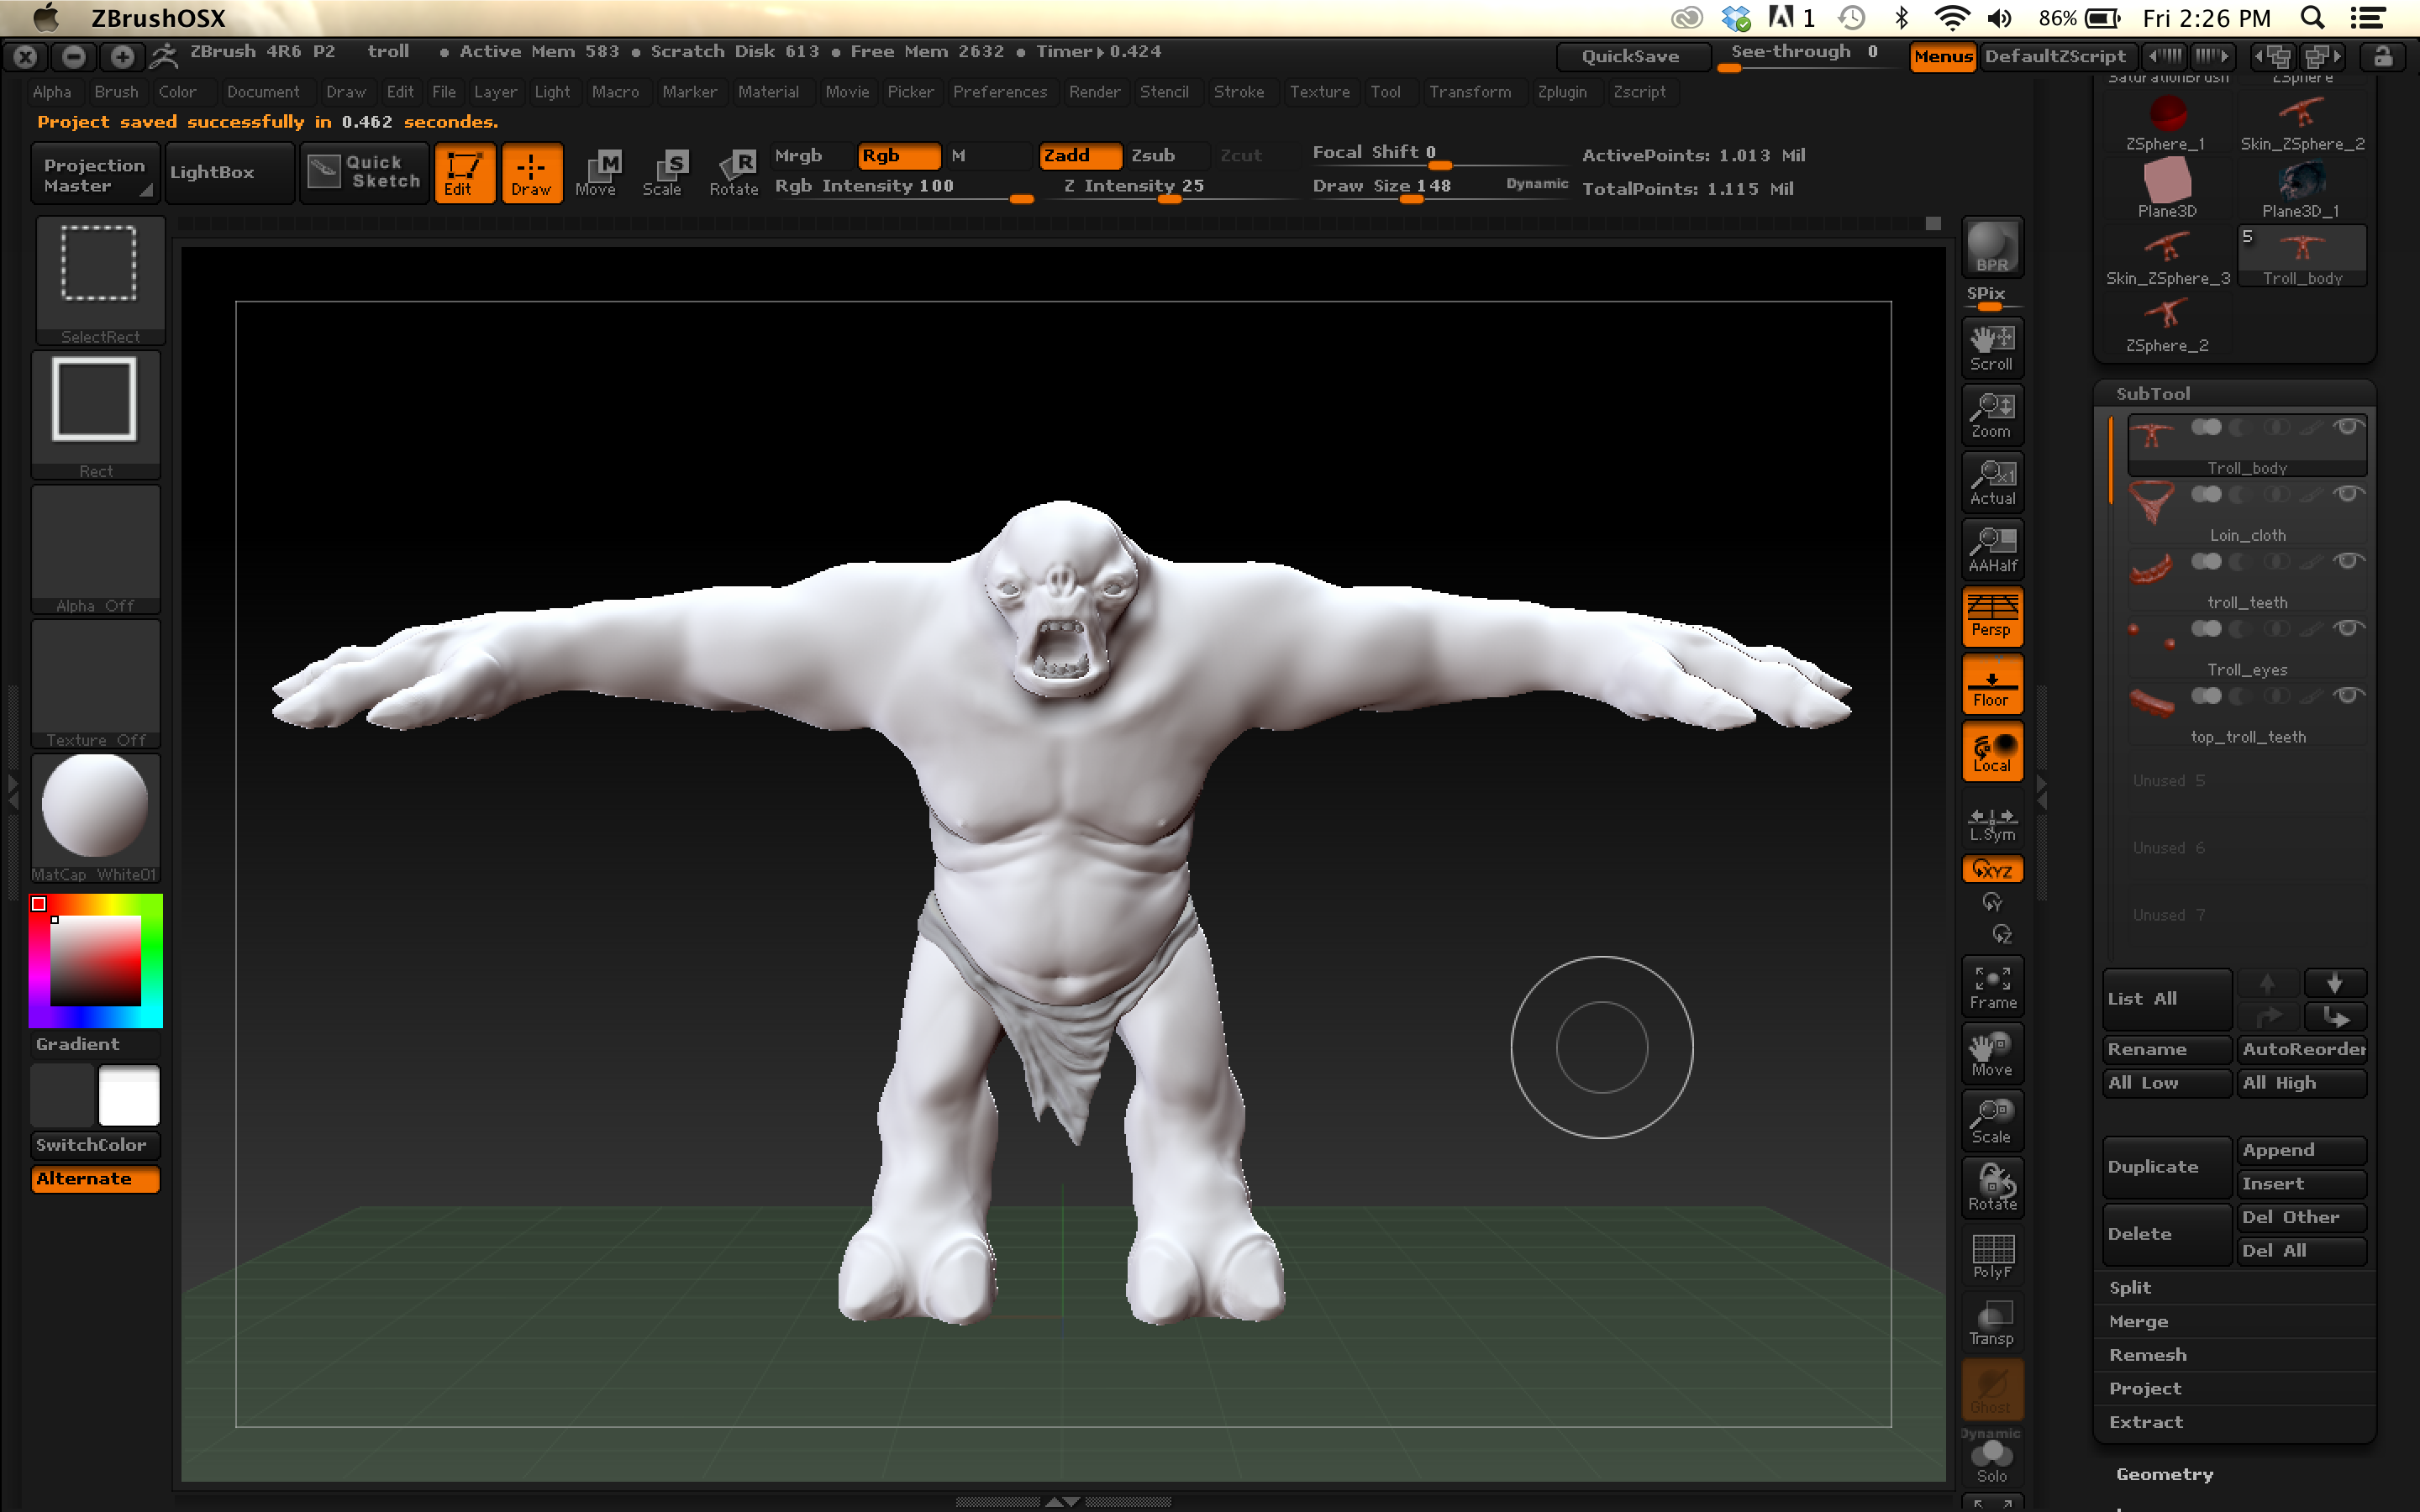 ZBrushOSX 1 86% Fri 2:26 PM
ZBrush 4R6 P2 troll • Active Mem 583 • Scratch Disk 613 • Free Mem 2632 • Timer▸0.424 QuickSave See-through 0 Menus DefaultZScript
Alpha Brush Color Document Draw Edit File Layer Light Macro Marker Material Movie Picker Preferences Render Stencil Stroke Texture Tool Transform Zplugin Zscript
Project saved successfully in 0.462 secondes.
Projection Master
LightBox
Quick Sketch
Edit
Draw
M Move
S Scale
R Rotate
Mrgb Rgb M
Rgb Intensity 100
Zadd Zsub Zcut
Z Intensity 25
Focal Shift 0
Draw Size 148 Dynamic
ActivePoints: 1.013 Mil
TotalPoints: 1.115 Mil
SelectRect
Rect
Alpha Off
Texture Off
MatCap White01
Gradient
SwitchColor
Alternate
BPR
SPix
Scroll
Zoom
x1
Actual
AAHalf
Persp
Floor
Local
L.Sym
XYZ
Y
Z
Frame
Move
Scale
Rotate
PolyF
Transp
Ghost
Dynamic
Solo
SaturationBrush ZSphere
ZSphere_1 Skin_ZSphere_2
Plane3D Plane3D_1
5
Skin_ZSphere_3 Troll_body
ZSphere_2
SubTool
Troll_body
Loin_cloth
troll_teeth
Troll_eyes
top_troll_teeth
Unused 5
Unused 6
Unused 7
List All
Rename AutoReorder
All Low All High
Duplicate Append
Insert
Delete Del Other
Del All
Split
Merge
Remesh
Project
Extract
Geometry